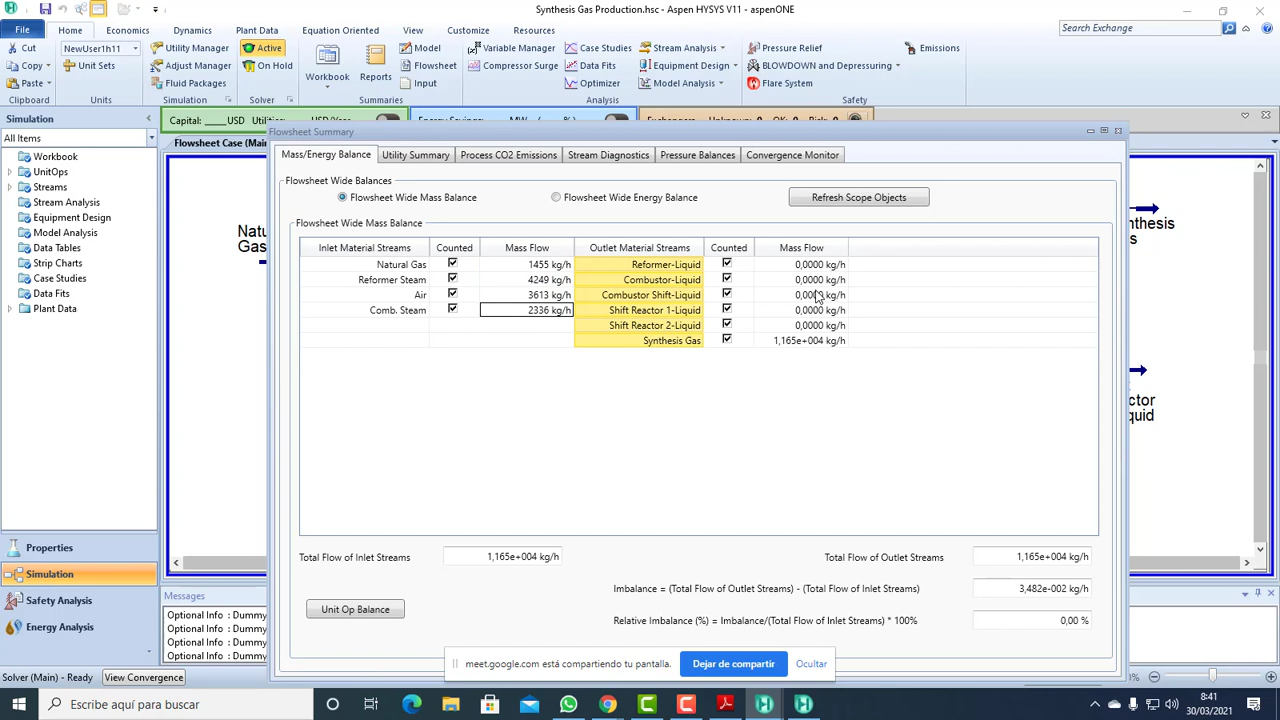 Synthesis Gas Production.hsc - Aspen HYSYS V11 - aspenONE
File Home Economics Dynamics Plant Data Equation Oriented View Customize Resources Search Exchange
Cut NewUser1h11 Utility Manager Active Model Variable Manager Case Studies Stream Analysis Pressure Relief Emissions
Copy Unit Sets Adjust Manager On Hold Workbook Reports Flowsheet Compressor Surge Data Fits Equipment Design BLOWDOWN and Depressuring
Paste Fluid Packages Input Optimizer Model Analysis Flare System
Clipboard Units Simulation Solver Summaries Analysis Safety
Simulation Capital: ____ USD
Flowsheet Summary
All Items Flowsheet Case (Mai
Mass/Energy Balance Utility Summary Process CO2 Emissions Stream Diagnostics Pressure Balances Convergence Monitor
Workbook
UnitOps
Streams
Stream Analysis
Equipment Design
Model Analysis
Data Tables
Strip Charts
Case Studies
Data Fits
Plant Data
Natu
Gas
nthesis
s
ctor
quid
Flowsheet Wide Balances
Flowsheet Wide Mass Balance Flowsheet Wide Energy Balance Refresh Scope Objects
Flowsheet Wide Mass Balance
Inlet Material Streams Counted Mass Flow Outlet Material Streams Counted Mass Flow
Natural Gas 1455 kg/h Reformer-Liquid 0,0000 kg/h
Reformer Steam 4249 kg/h Combustor-Liquid 0,0000 kg/h
Air 3613 kg/h Combustor Shift-Liquid 0,0000 kg/h
Comb. Steam 2336 kg/h Shift Reactor 1-Liquid 0,0000 kg/h
Shift Reactor 2-Liquid 0,0000 kg/h
Synthesis Gas 1,165e+004 kg/h
Total Flow of Inlet Streams 1,165e+004 kg/h Total Flow of Outlet Streams 1,165e+004 kg/h
Imbalance = (Total Flow of Outlet Streams) - (Total Flow of Inlet Streams) 3,482e-002 kg/h
Unit Op Balance
Relative Imbalance (%) = Imbalance/(Total Flow of Inlet Streams) * 100% 0,00 %
Properties
Simulation
Safety Analysis
Energy Analysis
Messages
Optional Info : Dummy
Optional Info : Dummy
Optional Info : Dummy
Optional Info : Dummy
meet.google.com está compartiendo tu pantalla. Dejar de compartir Ocultar
Solver (Main) - Ready View Convergence
Escribe aquí para buscar
8:41
30/03/2021